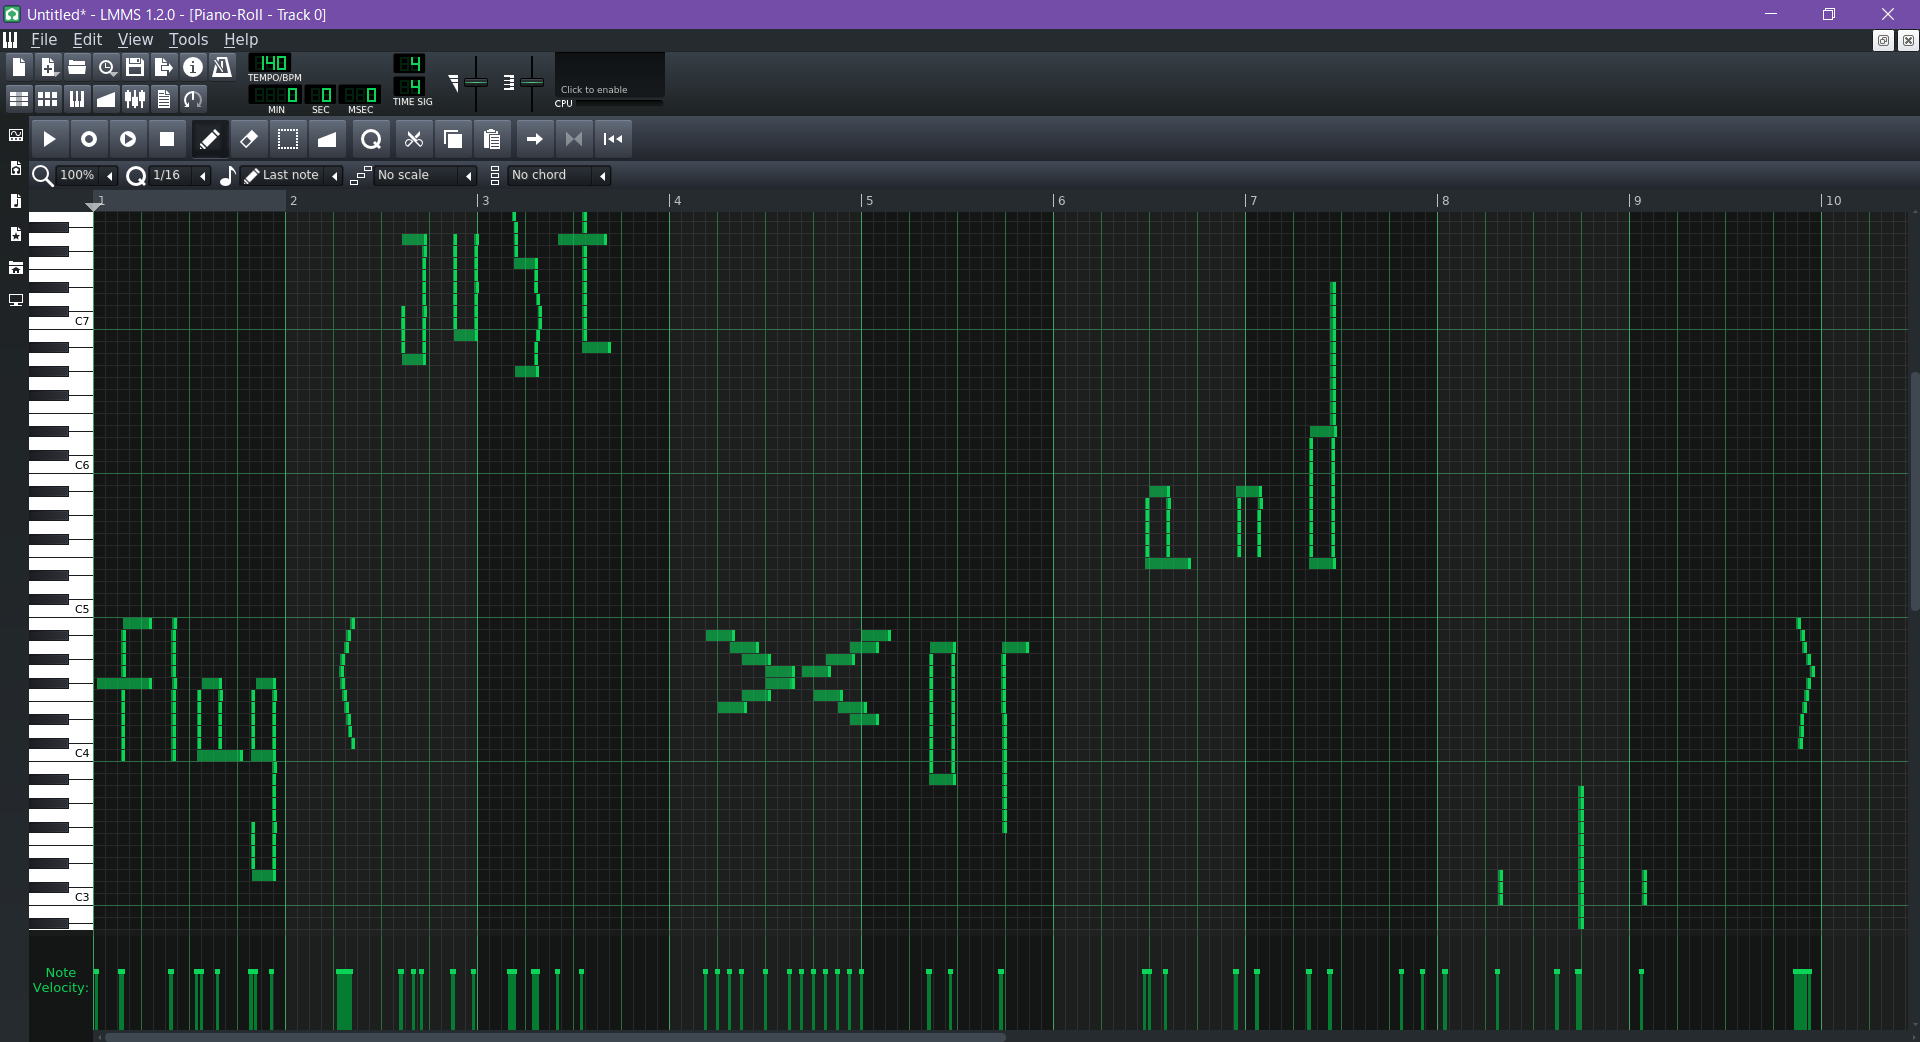 Untitled* - LMMS 1.2.0 - [Piano-Roll - Track 0]
File Edit View Tools Help
140
TEMPO/BPM
0 0 0
MIN SEC MSEC
4
4
TIME SIG
Click to enable
CPU
100% 1/16 Last note No scale No chord
1 2 3 4 5 6 7 8 9 10
just
C7
C6
and
C5
flag <
xor
>
C4
C3
Note
Velocity: